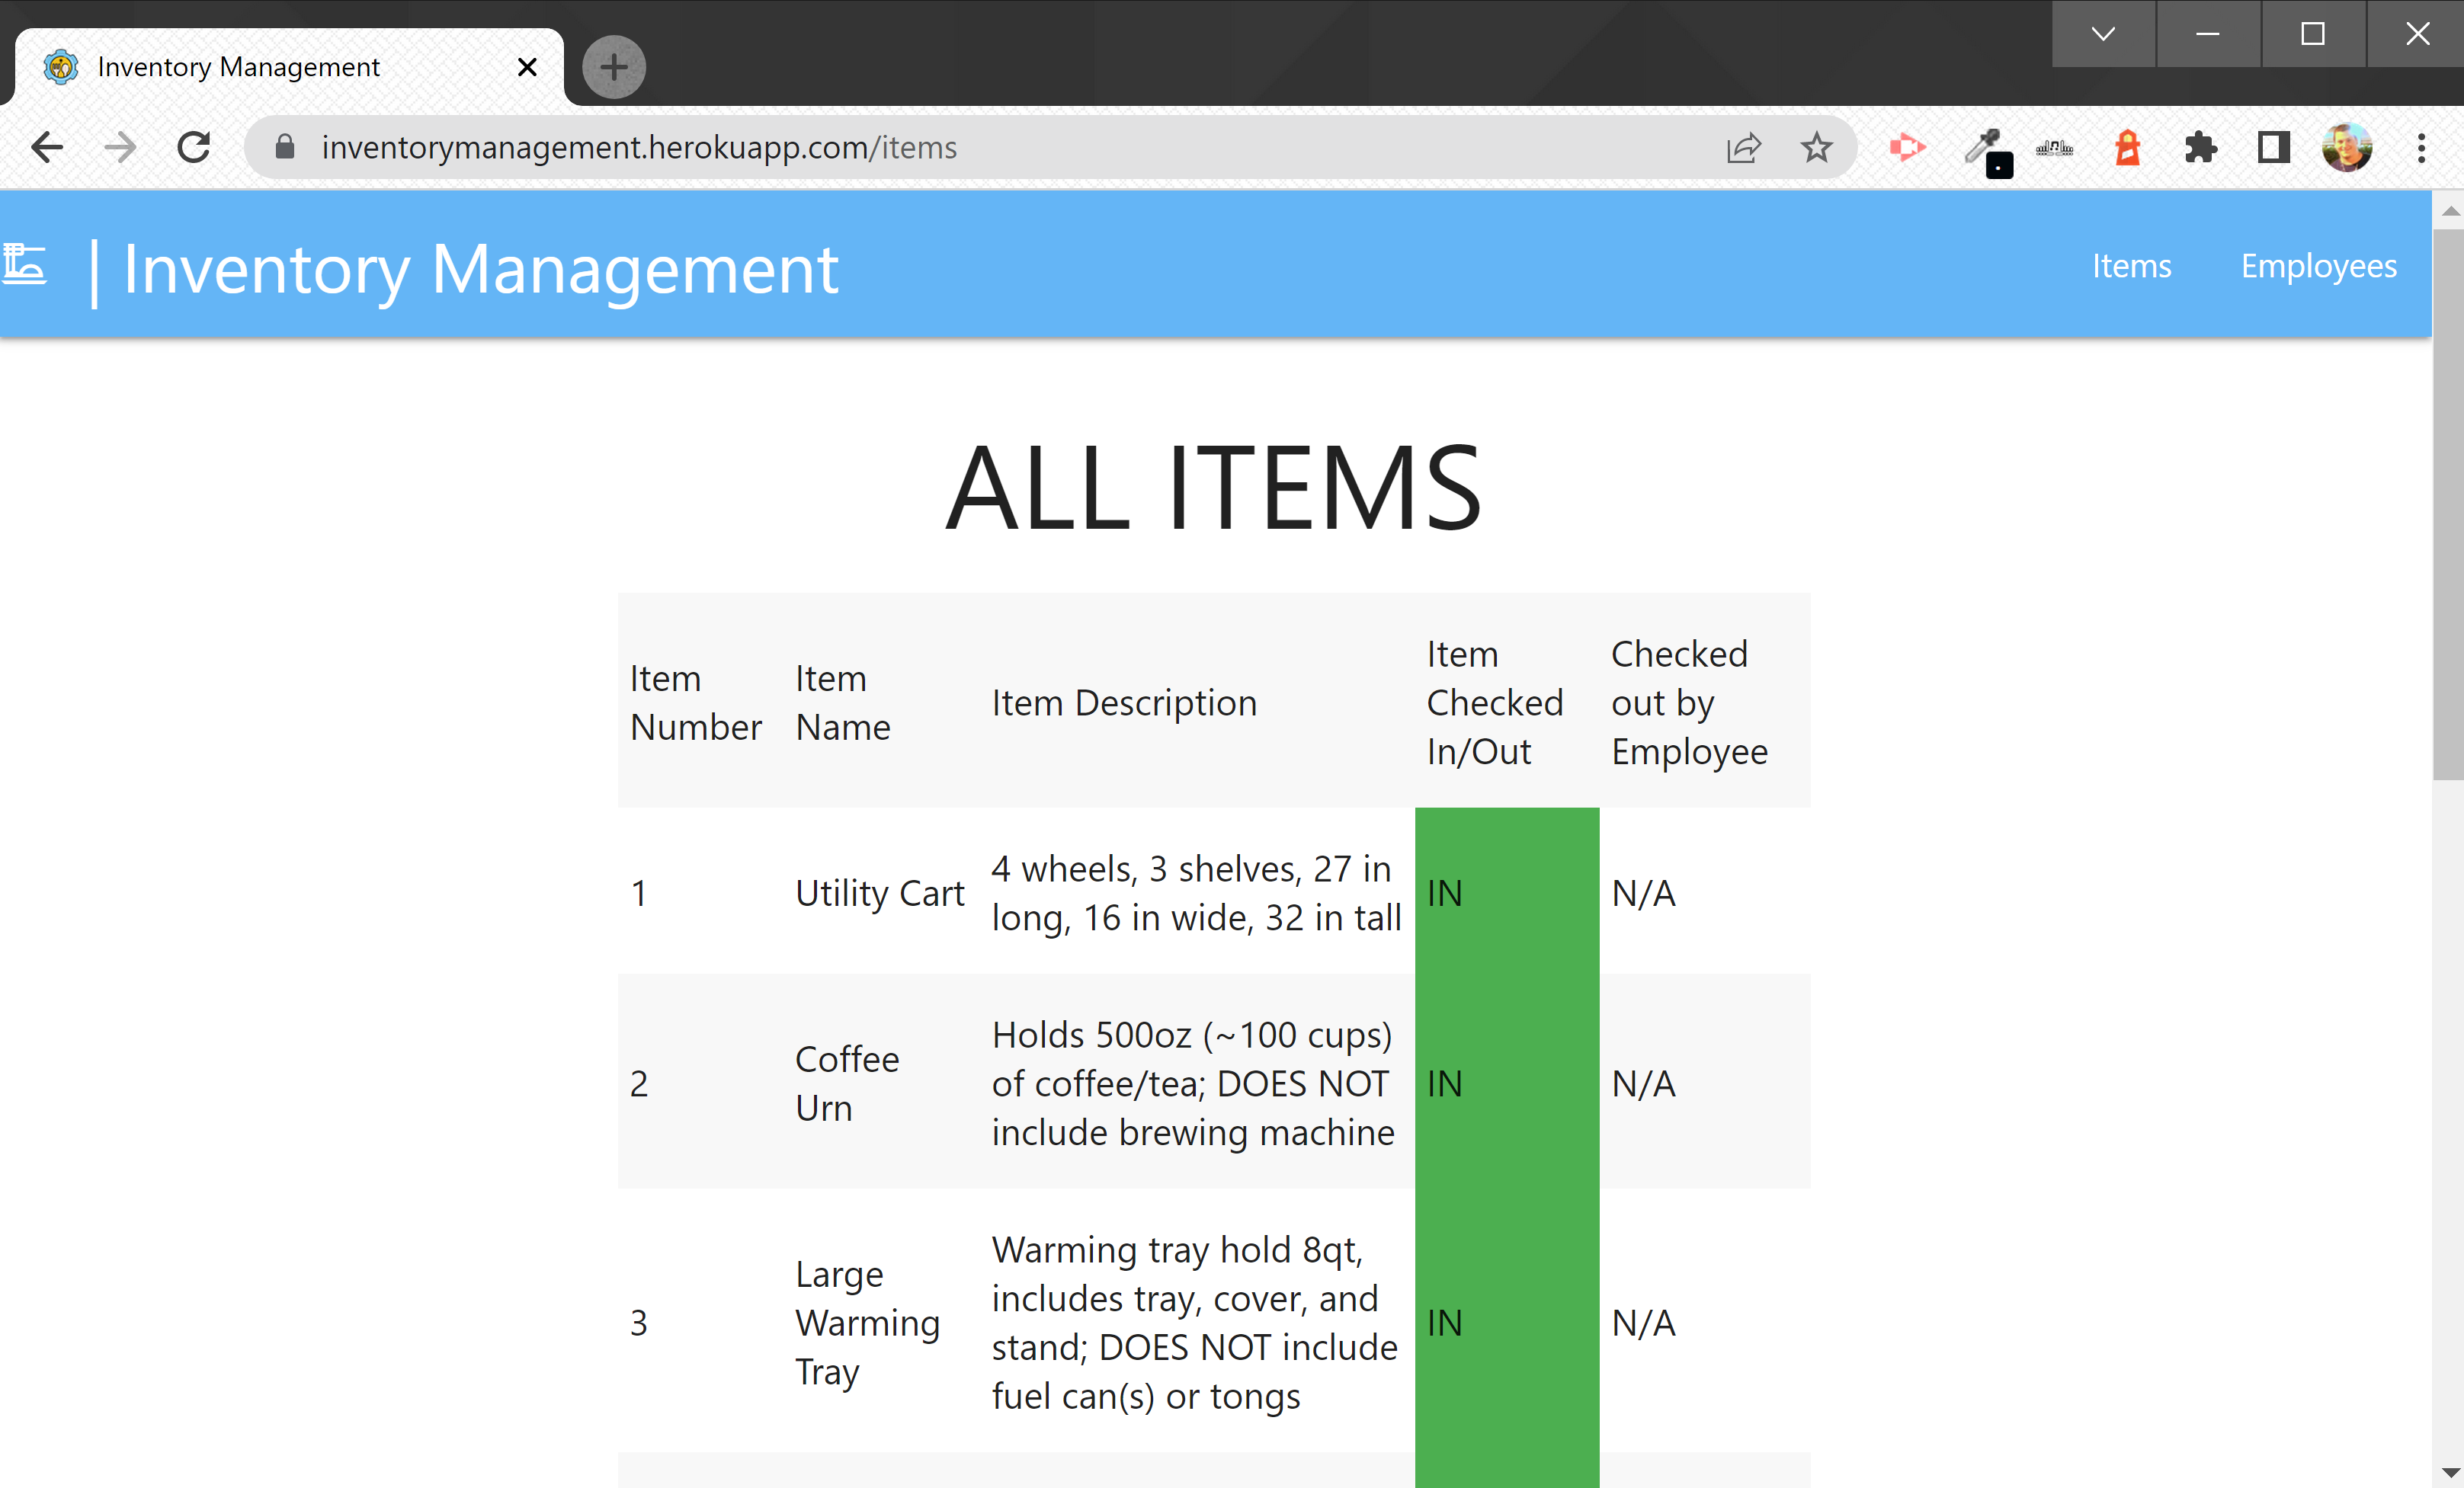 Inventory Management
inventorymanagement.herokuapp.com/items
| Inventory Management
Items
Employees
ALL ITEMS
Item
Number
Item
Name
Item Description
Item
Checked
In/Out
Checked
out by
Employee
1
Utility Cart
4 wheels, 3 shelves, 27 in
long, 16 in wide, 32 in tall
IN
N/A
2
Coffee
Urn
Holds 500oz (~100 cups)
of coffee/tea; DOES NOT
include brewing machine
IN
N/A
3
Large
Warming
Tray
Warming tray hold 8qt,
includes tray, cover, and
stand; DOES NOT include
fuel can(s) or tongs
IN
N/A